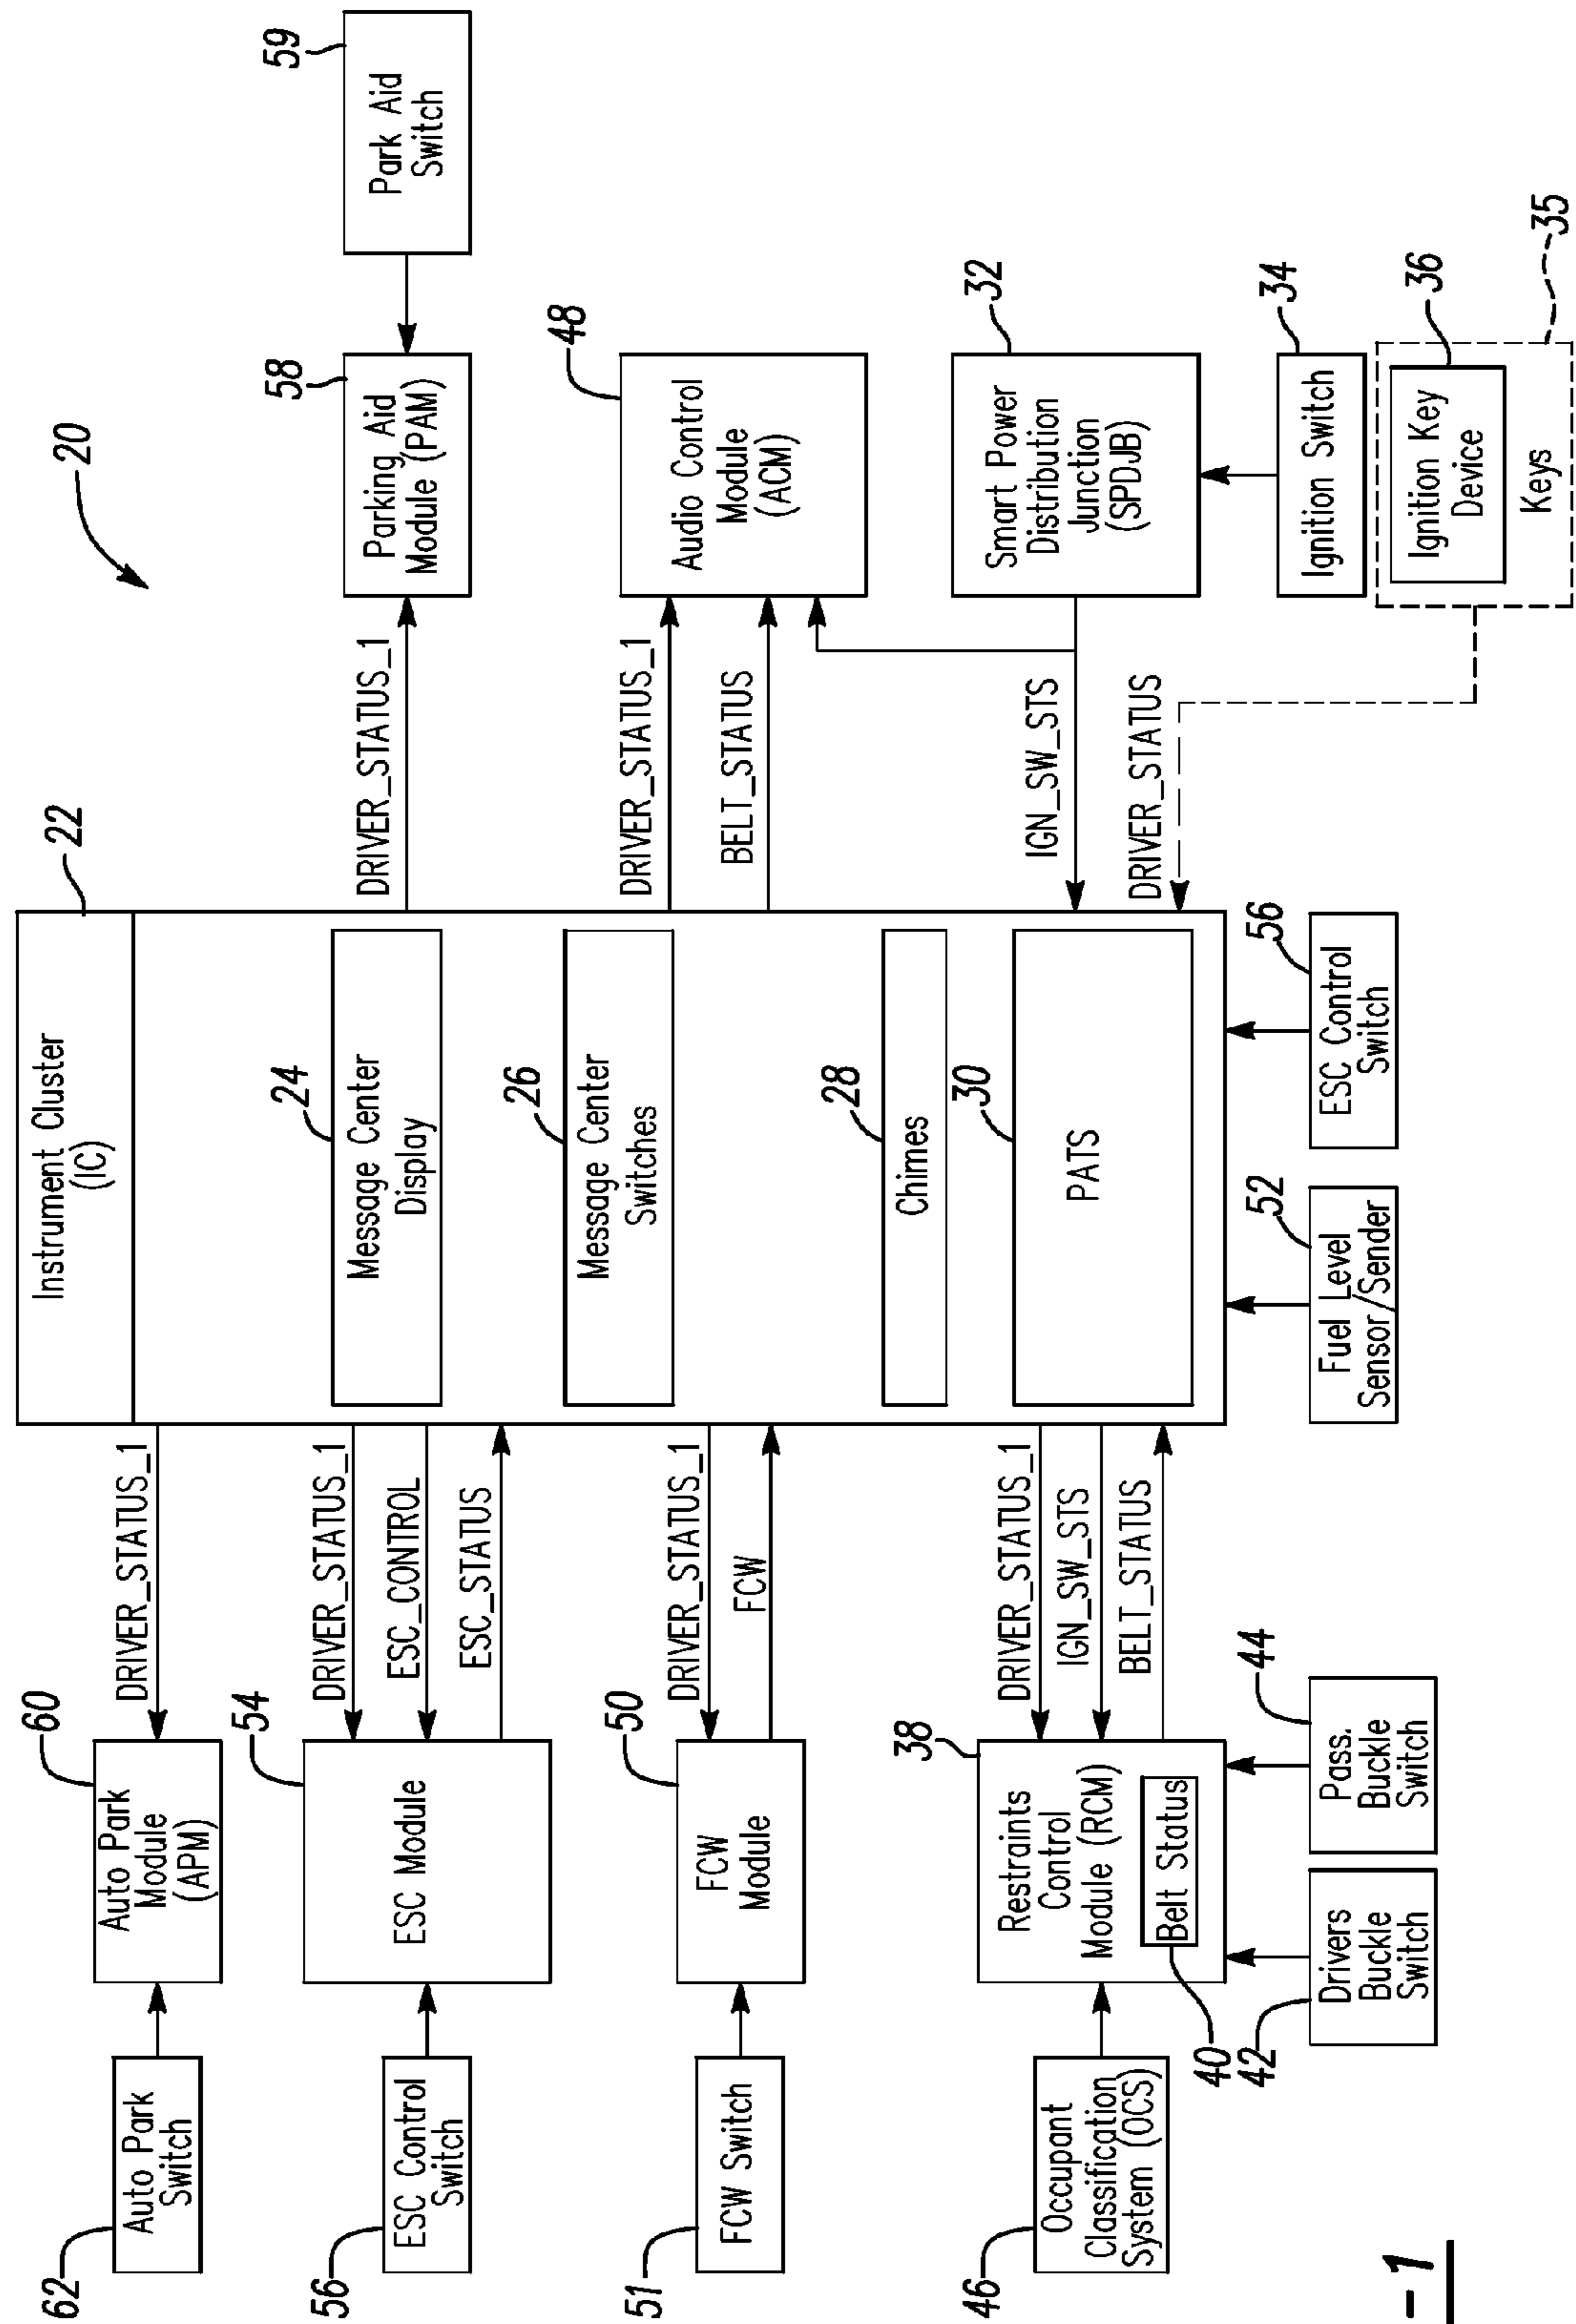 20
Instrument Cluster
(IC)
22
Message Center
Display
24
Message Center
Switches
26
Chimes
28
PATS
30
62
Auto Park
Switch
60
Auto Park
Module
(APM)
DRIVER_STATUS_1
56
ESC Control
Switch
54
ESC Module
DRIVER_STATUS_1
ESC_CONTROL
ESC_STATUS
51
FCW Switch
50
FCW
Module
DRIVER_STATUS_1
FCW
46
Occupant
Classification
System (OCS)
38
Restraints
Control
Module (RCM)
Belt Status
40
DRIVER_STATUS_1
IGN_SW_STS
BELT_STATUS
42
Drivers
Buckle
Switch
44
Pass.
Buckle
Switch
52
Fuel Level
Sensor/Sender
56
ESC Control
Switch
DRIVER_STATUS_1
58
Parking Aid
Module (PAM)
59
Park Aid
Switch
DRIVER_STATUS_1
BELT_STATUS
48
Audio Control
Module
(ACM)
IGN_SW_STS
DRIVER_STATUS
32
Smart Power
Distribution
Junction
(SPDJB)
34
Ignition Switch
36
Ignition Key
Device
Keys
35
-1